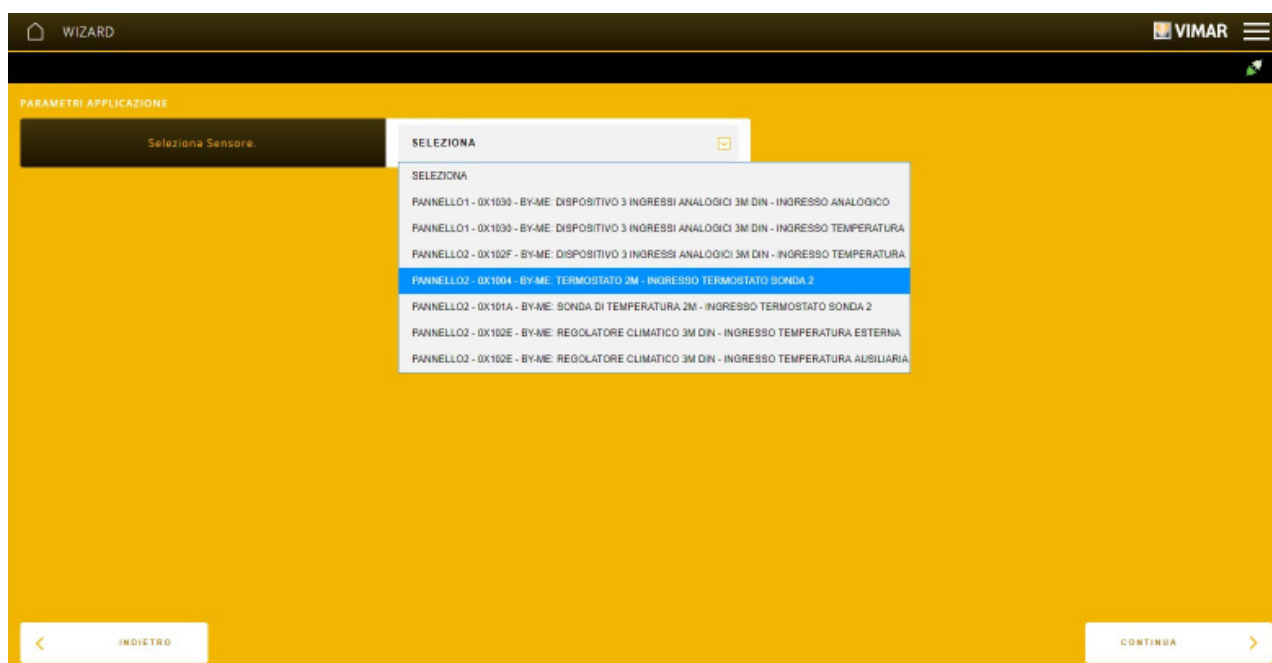 WIZARD
VIMAR
PARAMETRI APPLICAZIONE
Seleziona Sensore.
SELEZIONA
SELEZIONA
PANNELLO1 - 0X1030 - BY-ME: DISPOSITIVO 3 INGRESSI ANALOGICI 3M DIN - INGRESSO ANALOGICO
PANNELLO1 - 0X1030 - BY-ME: DISPOSITIVO 3 INGRESSI ANALOGICI 3M DIN - INGRESSO TEMPERATURA
PANNELLO2 - 0X102F - BY-ME: DISPOSITIVO 3 INGRESSI ANALOGICI 3M DIN - INGRESSO TEMPERATURA
PANNELLO2 - 0X1004 - BY-ME: TERMOSTATO 2M - INGRESSO TERMOSTATO SONDA 2
PANNELLO2 - 0X101A - BY-ME: SONDA DI TEMPERATURA 2M - INGRESSO TERMOSTATO SONDA 2
PANNELLO2 - 0X102E - BY-ME: REGOLATORE CLIMATICO 3M DIN - INGRESSO TEMPERATURA ESTERNA
PANNELLO2 - 0X102E - BY-ME: REGOLATORE CLIMATICO 3M DIN - INGRESSO TEMPERATURA AUSILIARIA
INDIETRO
CONTINUA